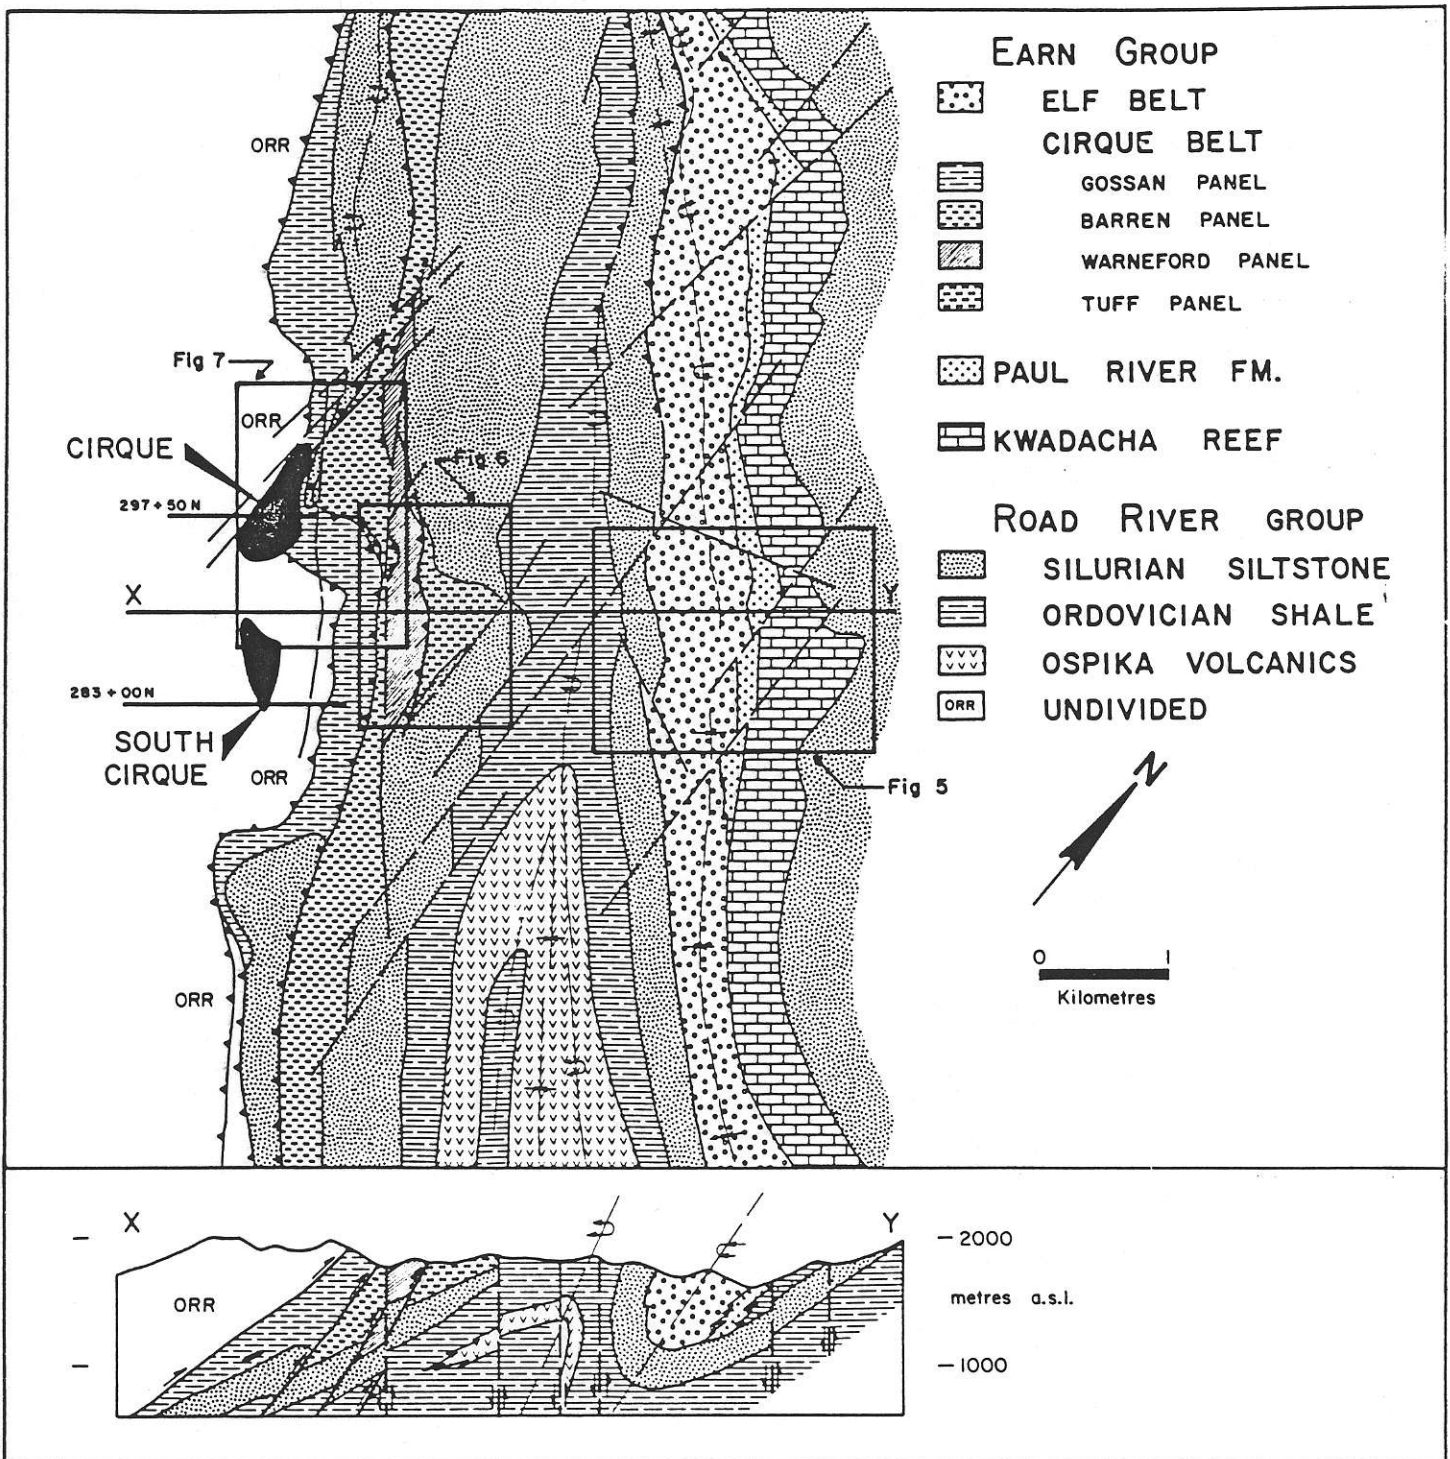 EARN GROUP
ELF BELT
CIRQUE BELT
GOSSAN PANEL
BARREN PANEL
WARNEFORD PANEL
TUFF PANEL
PAUL RIVER FM.
KWADACHA REEF
ROAD RIVER GROUP
SILURIAN SILTSTONE
ORDOVICIAN SHALE
OSPIKA VOLCANICS
ORR UNDIVIDED
N
0 1
Kilometres
ORR
Fig 7
ORR
CIRQUE
Fig 6
297+50N
X Y
283+00N
SOUTH
CIRQUE
ORR
Fig 5
ORR
X Y
2000
ORR
metres a.s.l.
1000